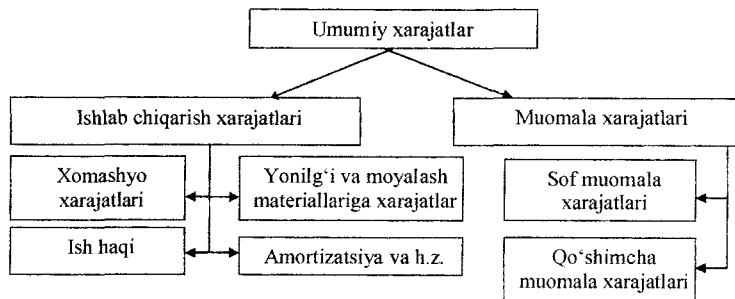 Umumiy xarajatlar
Ishlab chiqarish xarajatlari
Muomala xarajatlari
Xomashyo
xarajatlari
Yonilg‘i va moyalash
materiallariga xarajatlar
Sof muomala
xarajatlari
Ish haqi
Amortizatsiya va h.z.
Qo‘shimcha
muomala xarajatlari